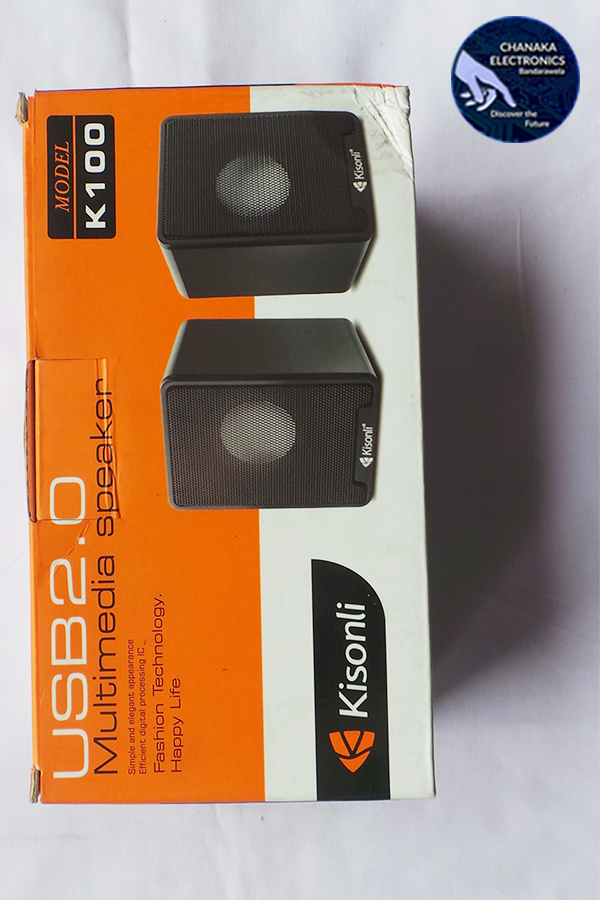 CHANAKA
ELECTRONICS
Bandarawela
Discover the
Future
MODEL
K100
Kisonli
Kisonli
USB2.0
Multimedia speaker
Simple and elegant appearance
Efficient digital processing IC
Fashion Technology.
Happy Life
Kisonli